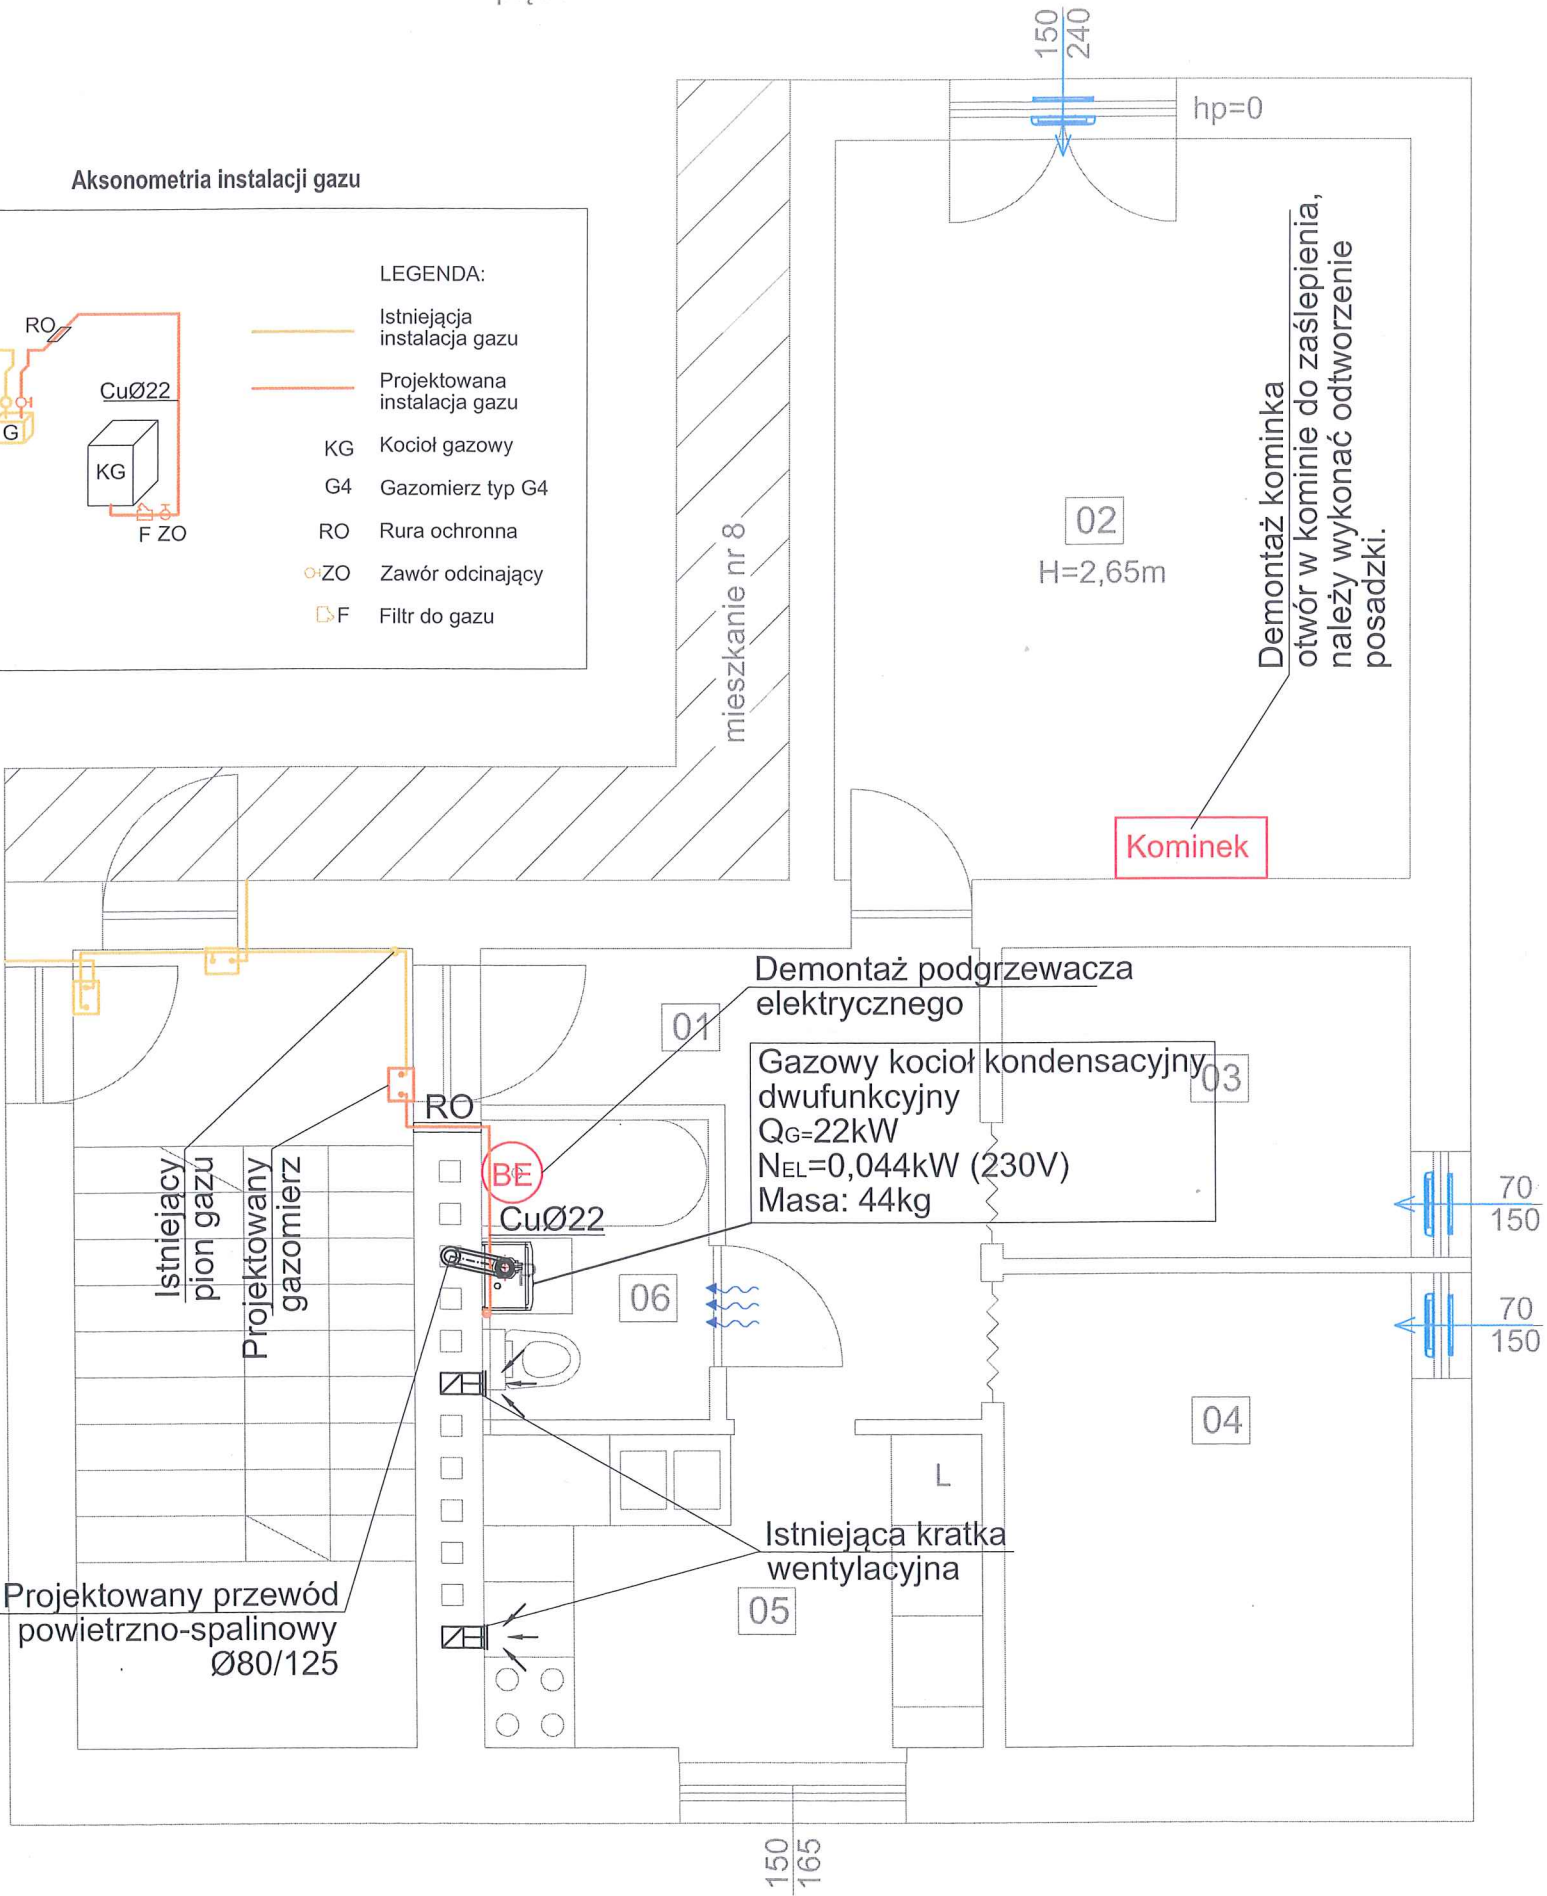 150
240
hp=0
Aksonometria instalacji gazu
LEGENDA:
Istniejącja
instalacja gazu
Projektowana
instalacja gazu
KG Kocioł gazowy
G4 Gazomierz typ G4
RO Rura ochronna
ZO Zawór odcinający
F Filtr do gazu
RO
CuØ22
G
KG
F ZO
mieszkanie nr 8
02
H=2,65m
Demontaż kominka
otwór w kominie do zaślepienia,
należy wykonać odtworzenie
posadzki.
Kominek
Demontaż podgrzewacza
elektrycznego
01
Gazowy kocioł kondensacyjny
dwufunkcyjny
QG=22kW
NEL=0,044kW (230V)
Masa: 44kg
03
RO
BE
CuØ22
Istniejący
pion gazu
Projektowany
gazomierz
06
70
150
70
150
04
L
Istniejąca kratka
wentylacyjna
05
Projektowany przewód
powietrzno-spalinowy
Ø80/125
150
165